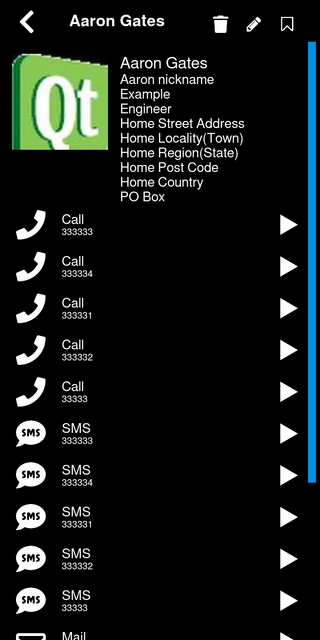 Aaron Gates
Qt
Aaron Gates
Aaron nickname
Example
Engineer
Home Street Address
Home Locality(Town)
Home Region(State)
Home Post Code
Home Country
PO Box
Call
333333
Call
333334
Call
333331
Call
333332
Call
33333
SMS
SMS
333333
SMS
SMS
333334
SMS
SMS
333331
SMS
SMS
333332
SMS
SMS
33333
Mail